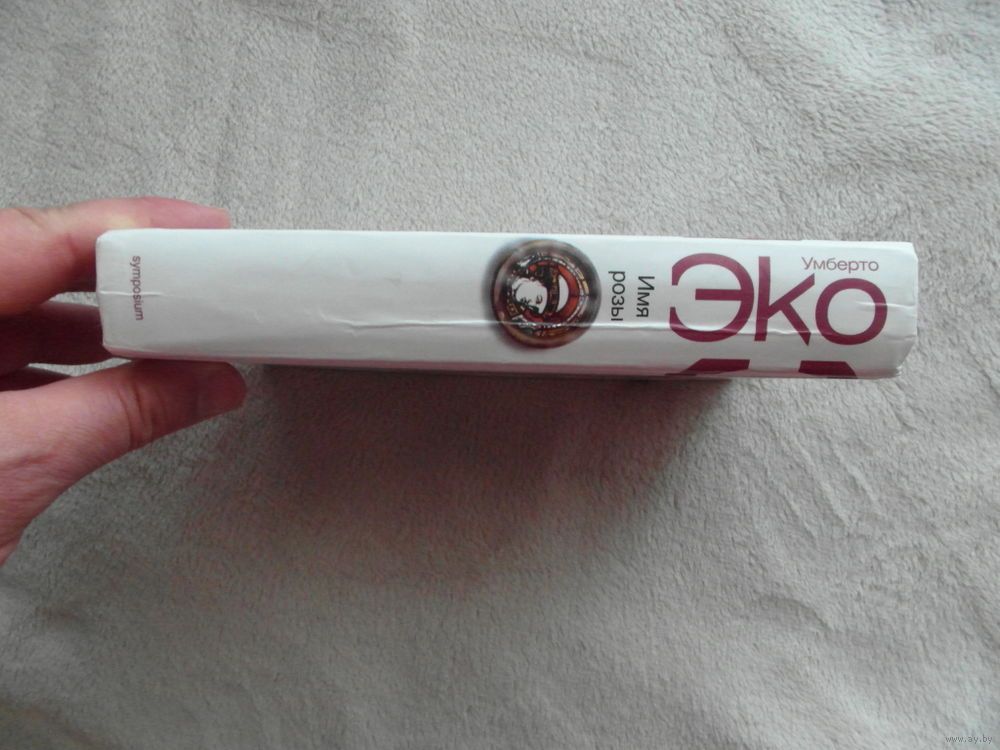 Умберто
Эко
Имя
розы
symposium
www.ay.by